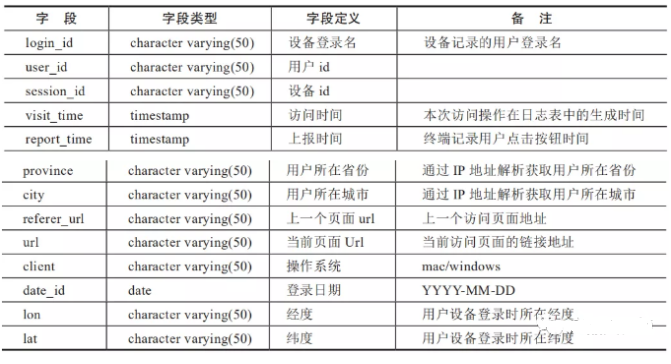 字 段 字段类型 字段定义 备 注
login_id character varying(50) 设备登录名 设备记录的用户登录名
user_id character varying(50) 用户 id
session_id character varying(50) 设备 id
visit_time timestamp 访问时间 本次访问操作在日志表中的生成时间
report_time timestamp 上报时间 终端记录用户点击按钮时间
province character varying(50) 用户所在省份 通过 IP 地址解析获取用户所在省份
city character varying(50) 用户所在城市 通过 IP 地址解析获取用户所在城市
referer_url character varying(50) 上一个页面 url 上一个访问页面地址
url character varying(50) 当前页面 Url 当前访问页面的链接地址
client character varying(50) 操作系统 mac/windows
date_id date 登录日期 YYYY-MM-DD
lon character varying(50) 经度 用户设备登录时所在经度
lat character varying(50) 纬度 用户设备登录时所在纬度